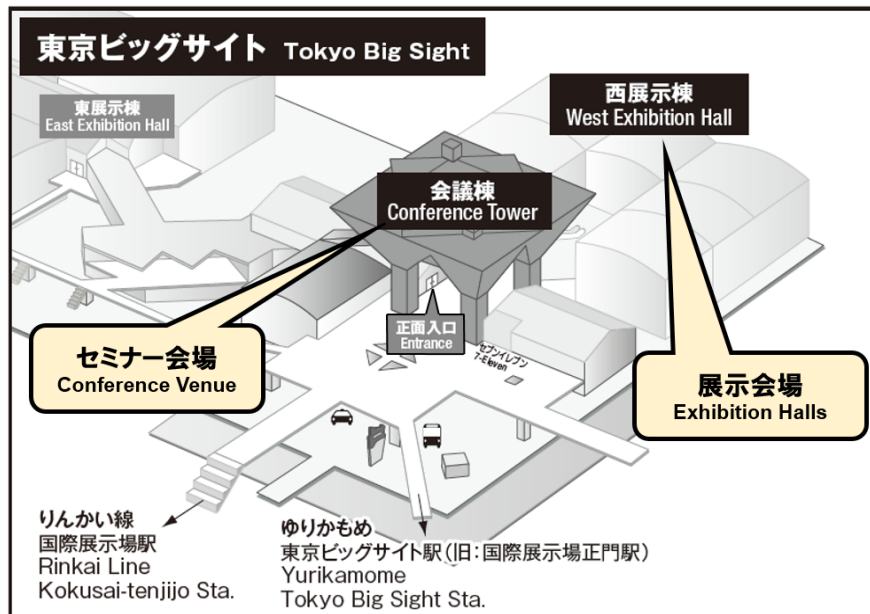 東京ビッグサイト Tokyo Big Sight
東展示棟
East Exhibition Hall
西展示棟
West Exhibition Hall
会議棟
Conference Tower
正面入口
Entrance
セブンイレブン
7-Eleven
セミナー会場
Conference Venue
展示会場
Exhibition Halls
りんかい線
国際展示場駅
Rinkai Line
Kokusai-tenjijo Sta.
ゆりかもめ
東京ビッグサイト駅（旧：国際展示場正門駅）
Yurikamome
Tokyo Big Sight Sta.